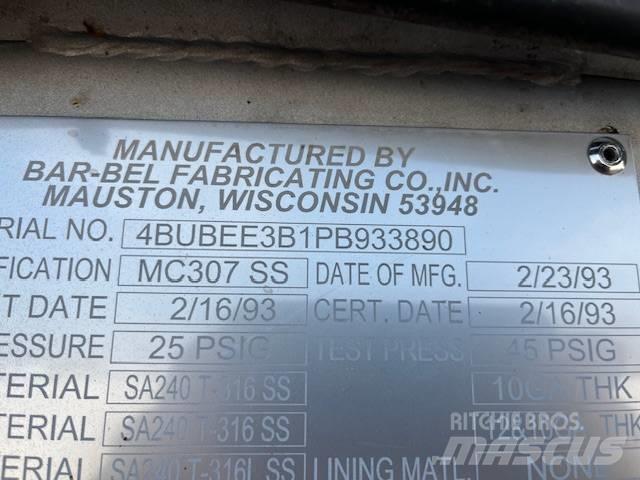 MANUFACTURED BY
BAR-BEL FABRICATING CO.,INC.
MAUSTON, WISCONSIN 53948
ERIAL NO. 4BUBEE3B1PB933890
IFICATION MC307 SS DATE OF MFG. 2/23/93
T DATE 2/16/93 CERT. DATE 2/16/93
ESSURE 25 PSIG TEST PRESS 45 PSIG
TERIAL SA240 T-316 SS 10GA THK
TERIAL SA240 T-316 SS THK
TERIAL SA240 T-316L SS LINING MATL. NONE
RITCHIE BROS.
SPECIALIZED
MASCUS